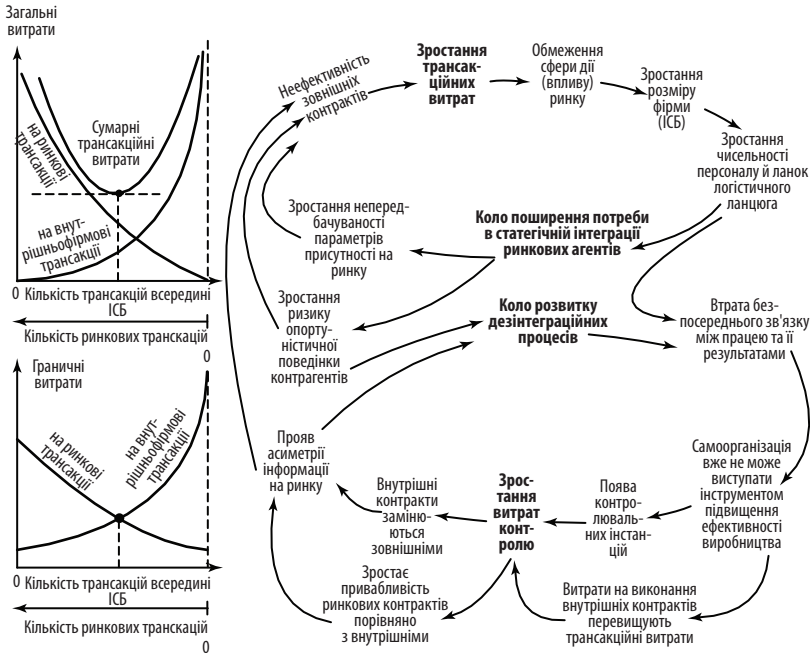 Загальні
витрати
Сумарні
трансакційні
витрати
на ринкові
трансакції
на внут-
рішньофірмові
трансакції
0 Кількість трансакцій всередині
ІСБ
Кількість ринкових транскацій
0
Граничні
витрати
на ринкові
трансакції
на внут-
рішньофірмові
трансакції
0 Кількість трансакцій всередині
ІСБ
Кількість ринкових транскацій
0
Неефективність
зовнішніх
контрактів
Зростання
трансак-
ційних
витрат
Обмеження
сфери дії
(впливу)
ринку
Зростання
розміру
фірми
(ІСБ)
Зростання
чисельності
персоналу й ланок
логістичного
ланцюга
Зростання неперед-
бачуваності
параметрів
присутності на
ринку
Коло поширення потреби
в статегічній інтеграції
ринкових агентів
Зростання
ризику
опорту-
ністичної
поведінки
контрагентів
Коло розвитку
дезінтеграційних
процесів
Втрата без-
посереднього зв'язку
між працею та її
результатами
Прояв
асиметрії
інформації
на ринку
Внутрішні
контракти
заміню-
ються
зовнішніми
Зрос-
тання
витрат
конт-
ролю
Поява
контро-
люваль-
них інстан-
цій
Самоорганізація
вже не може
виступати
інструментом
підвищення
ефективності
виробництва
Зростає
привабливість
ринкових контрактів
порівняно
з внутрішніми
Витрати на виконання
внутрішніх контрактів
перевищують
трансакційні витрати